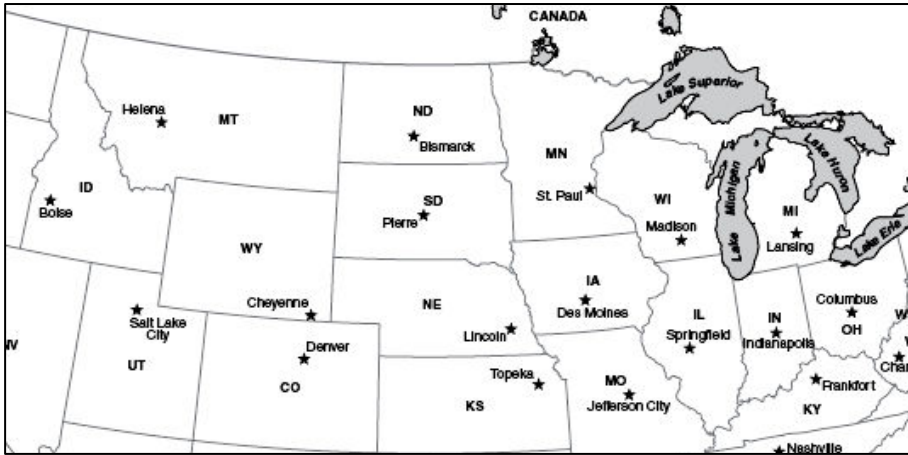 CANADA
Lake Superior
Helena
MT
ND
Bismarck
MN
Lake Huron
Lake Michigan
ID
Boise
SD
Pierre
St. Paul
WI
Madison
MI
Lansing
Lake Erie
WY
Cheyenne
NE
Lincoln
IA
Des Moines
IL
Springfield
IN
Indianapolis
Columbus
OH
Salt Lake
City
UT
Denver
CO
Topeka
KS
MO
Jefferson City
Frankfort
KY
Nashville